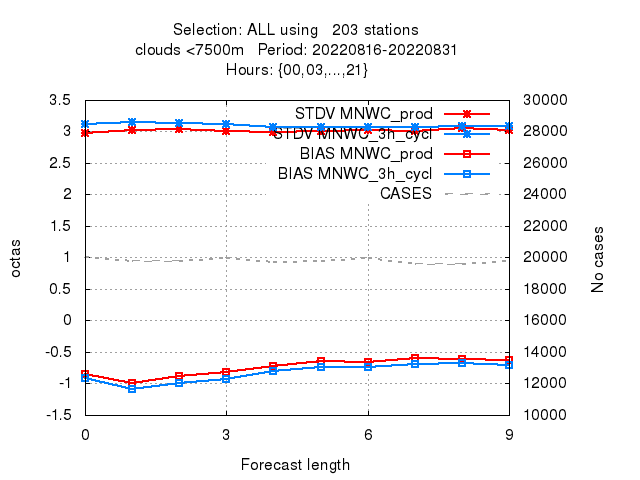 Selection: ALL using   203 stations
clouds <7500m   Period: 20220816-20220831
Hours: {00,03,...,21}
3.5
3
2.5
2
1.5
1
0.5
0
-0.5
-1
-1.5
30000
28000
26000
24000
22000
20000
18000
16000
14000
12000
10000
STDV MNWC_prod
STDV MNWC_3h_cycl
BIAS MNWC_prod
BIAS MNWC_3h_cycl
CASES
octas
No cases
0
3
6
9
Forecast length